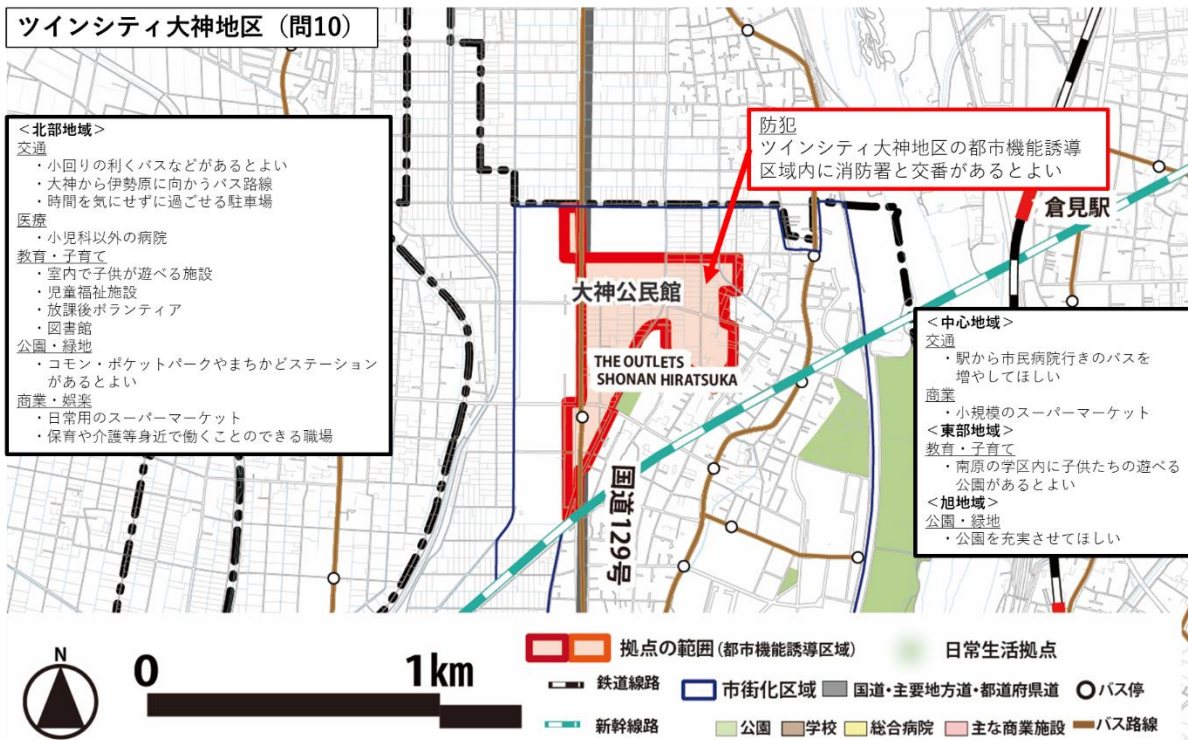 ツインシティ大神地区（問10）
＜北部地域＞
交通
・小回りの利くバスなどがあるとよい
・大神から伊勢原に向かうバス路線
・時間を気にせずに過ごせる駐車場
医療
・小児科以外の病院
教育・子育て
・室内で子供が遊べる施設
・児童福祉施設
・放課後ボランティア
・図書館
公園・緑地
・コモン・ポケットパークやまちかどステーション
があるとよい
商業・娯楽
・日常用のスーパーマーケット
・保育や介護等身近で働くことのできる職場
防犯
ツインシティ大神地区の都市機能誘導
区域内に消防署と交番があるとよい
倉見駅
大神公民館
THE OUTLETS
SHONAN HIRATSUKA
国道129号
＜中心地域＞
交通
・駅から市民病院行きのバスを
増やしてほしい
商業
・小規模のスーパーマーケット
＜東部地域＞
教育・子育て
・南原の学区内に子供たちの遊べる
公園があるとよい
＜旭地域＞
公園・緑地
・公園を充実させてほしい
N
0 1km
拠点の範囲(都市機能誘導区域) 日常生活拠点
鉄道線路 市街化区域 国道・主要地方道・都道府県道 バス停
新幹線路 公園 学校 総合病院 主な商業施設 バス路線